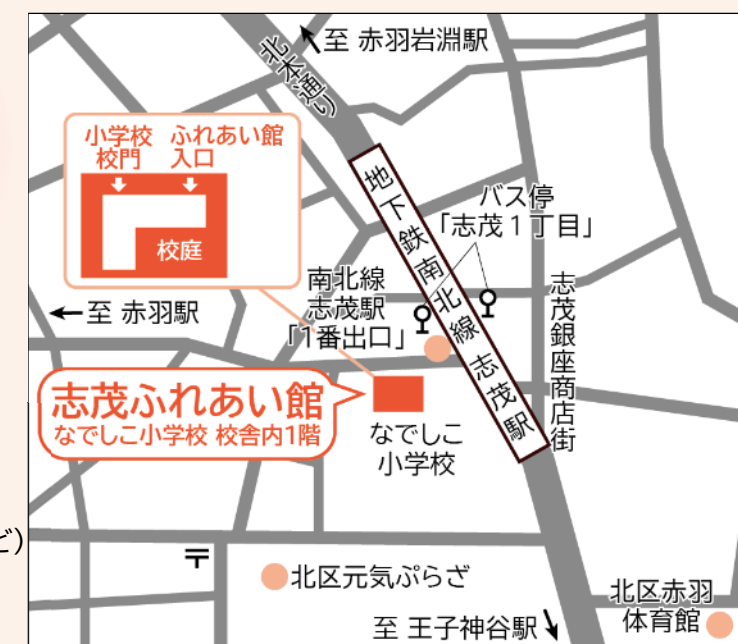 至 赤羽岩淵駅
北本通り
小学校
校門
ふれあい館
入口
校庭
地下鉄南北線 志茂駅
バス停
「志茂1丁目」
南北線
志茂駅
「1番出口」
至 赤羽駅
志茂銀座商店街
志茂ふれあい館
なでしこ小学校 校舎内1階
なでしこ
小学校
ど)
〒
北区元気ぷらざ
北区赤羽
体育館
至 王子神谷駅